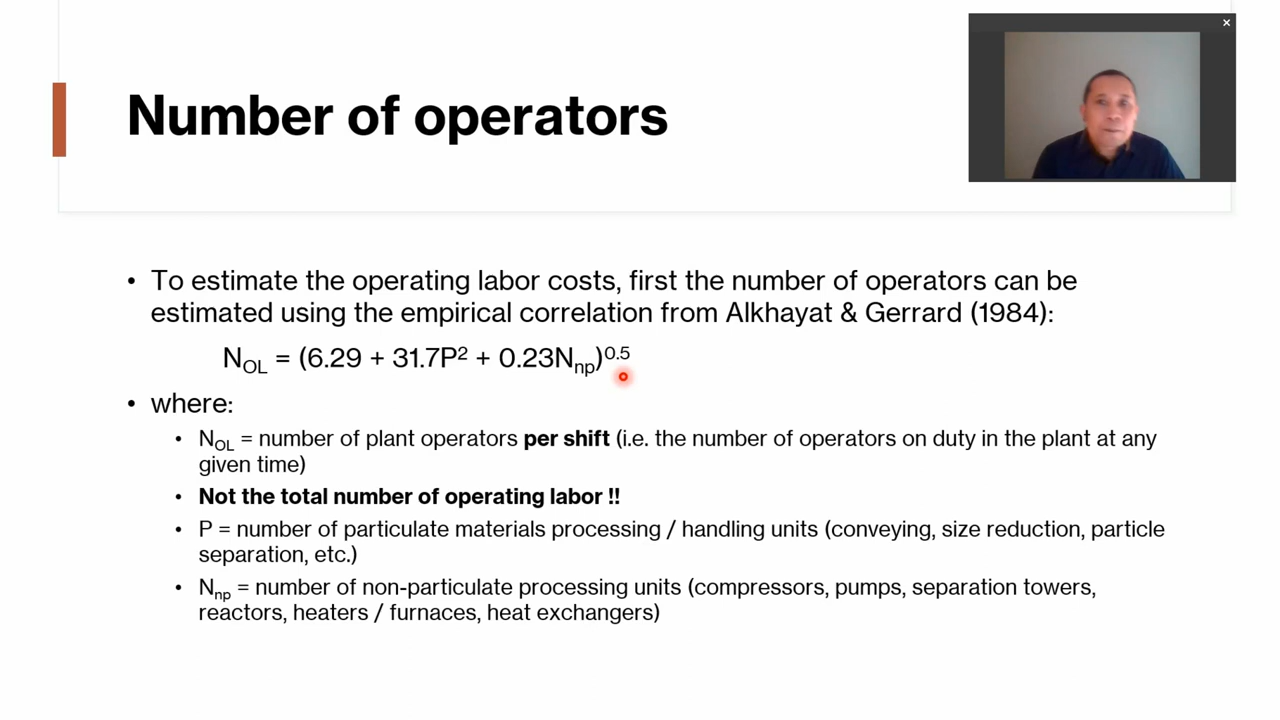 Number of operators
• To estimate the operating labor costs, first the number of operators can be
estimated using the empirical correlation from Alkhayat & Gerrard (1984):
N_OL = (6.29 + 31.7P² + 0.23N_np)^0.5
• where:
• N_OL = number of plant operators per shift (i.e. the number of operators on duty in the plant at any
given time)
• Not the total number of operating labor !!
• P = number of particulate materials processing / handling units (conveying, size reduction, particle
separation, etc.)
• N_np = number of non-particulate processing units (compressors, pumps, separation towers,
reactors, heaters / furnaces, heat exchangers)